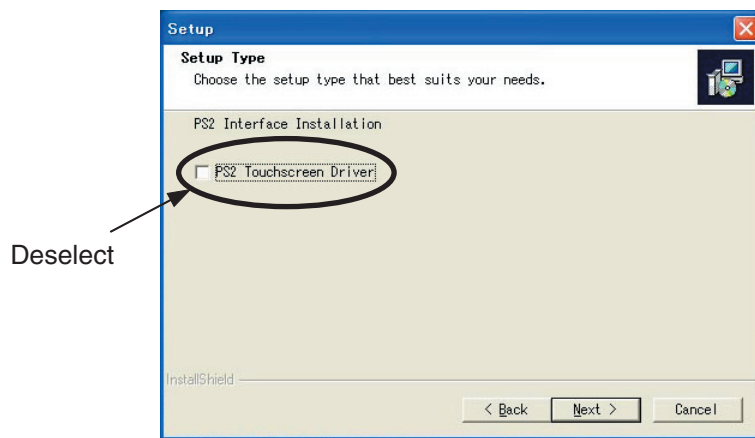 Setup
Setup Type
Choose the setup type that best suits your needs.
PS2 Interface Installation
PS2 Touchscreen Driver
Deselect
InstallShield
< Back Next > Cancel